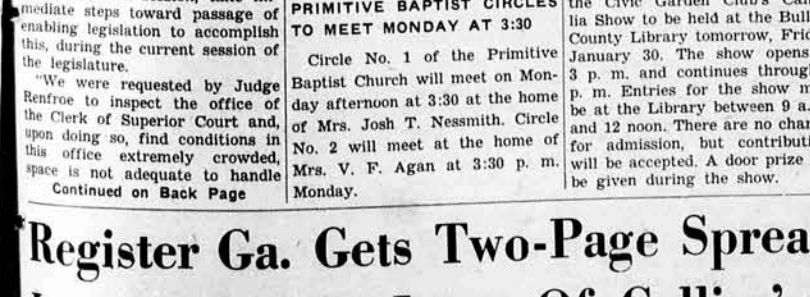 mediate steps toward passage of
enabling legislation to accomplish
this, during the current session of
the legislature.
"We were requested by Judge
Renfroe to inspect the office of
the Clerk of Superior Court and,
upon doing so, find conditions in
this office extremely crowded,
space is not adequate to handle
Continued on Back Page
PRIMITIVE BAPTIST CIRCLES
TO MEET MONDAY AT 3:30
Circle No. 1 of the Primitive
Baptist Church will meet on Mon-
day afternoon at 3:30 at the home
of Mrs. Josh T. Nessmith. Circle
No. 2 will meet at the home of
Mrs. V. F. Agan at 3:30 p. m.
Monday.
the Civic Garden Club's
lia Show to be held at the Bull
County Library tomorrow, Frid
January 30. The show opens
3 p. m. and continues throug
p. m. Entries for the show m
be at the Library between 9 a.
and 12 noon. There are no char
for admission, but contributi
will be accepted. A door prize
be given during the show.
Register Ga. Gets Two-Page Sprea
Of